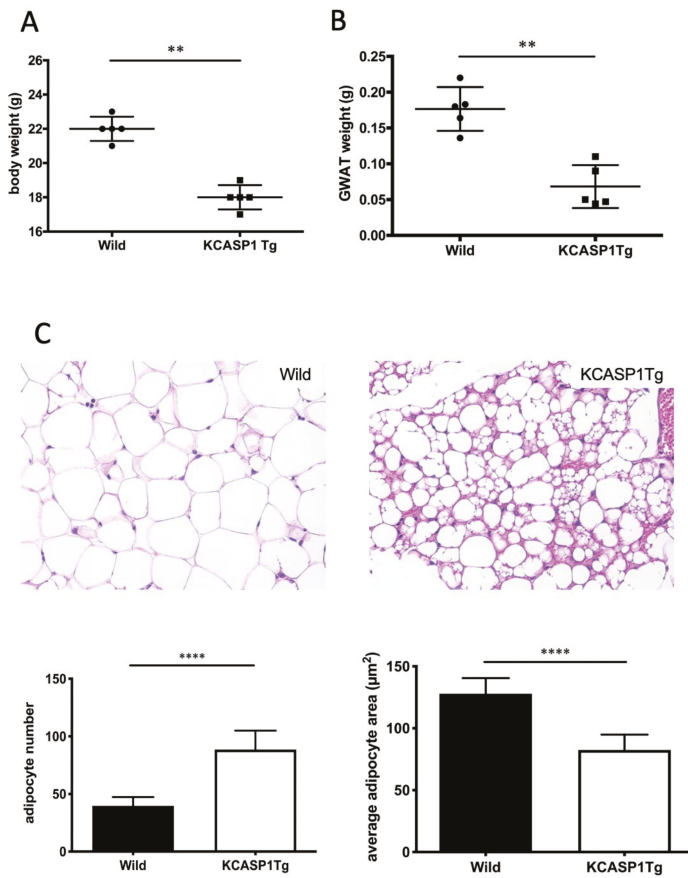 A
**
body weight (g)
26
24
22
20
18
16
Wild
KCASP1 Tg
B
**
GWAT weight (g)
0.25
0.20
0.15
0.10
0.05
0.00
Wild
KCASP1Tg
C
Wild
KCASP1Tg
****
adipocyte number
150
100
50
0
Wild
KCASP1Tg
****
average adipocyte area (µm²)
150
100
50
0
Wild
KCASP1Tg